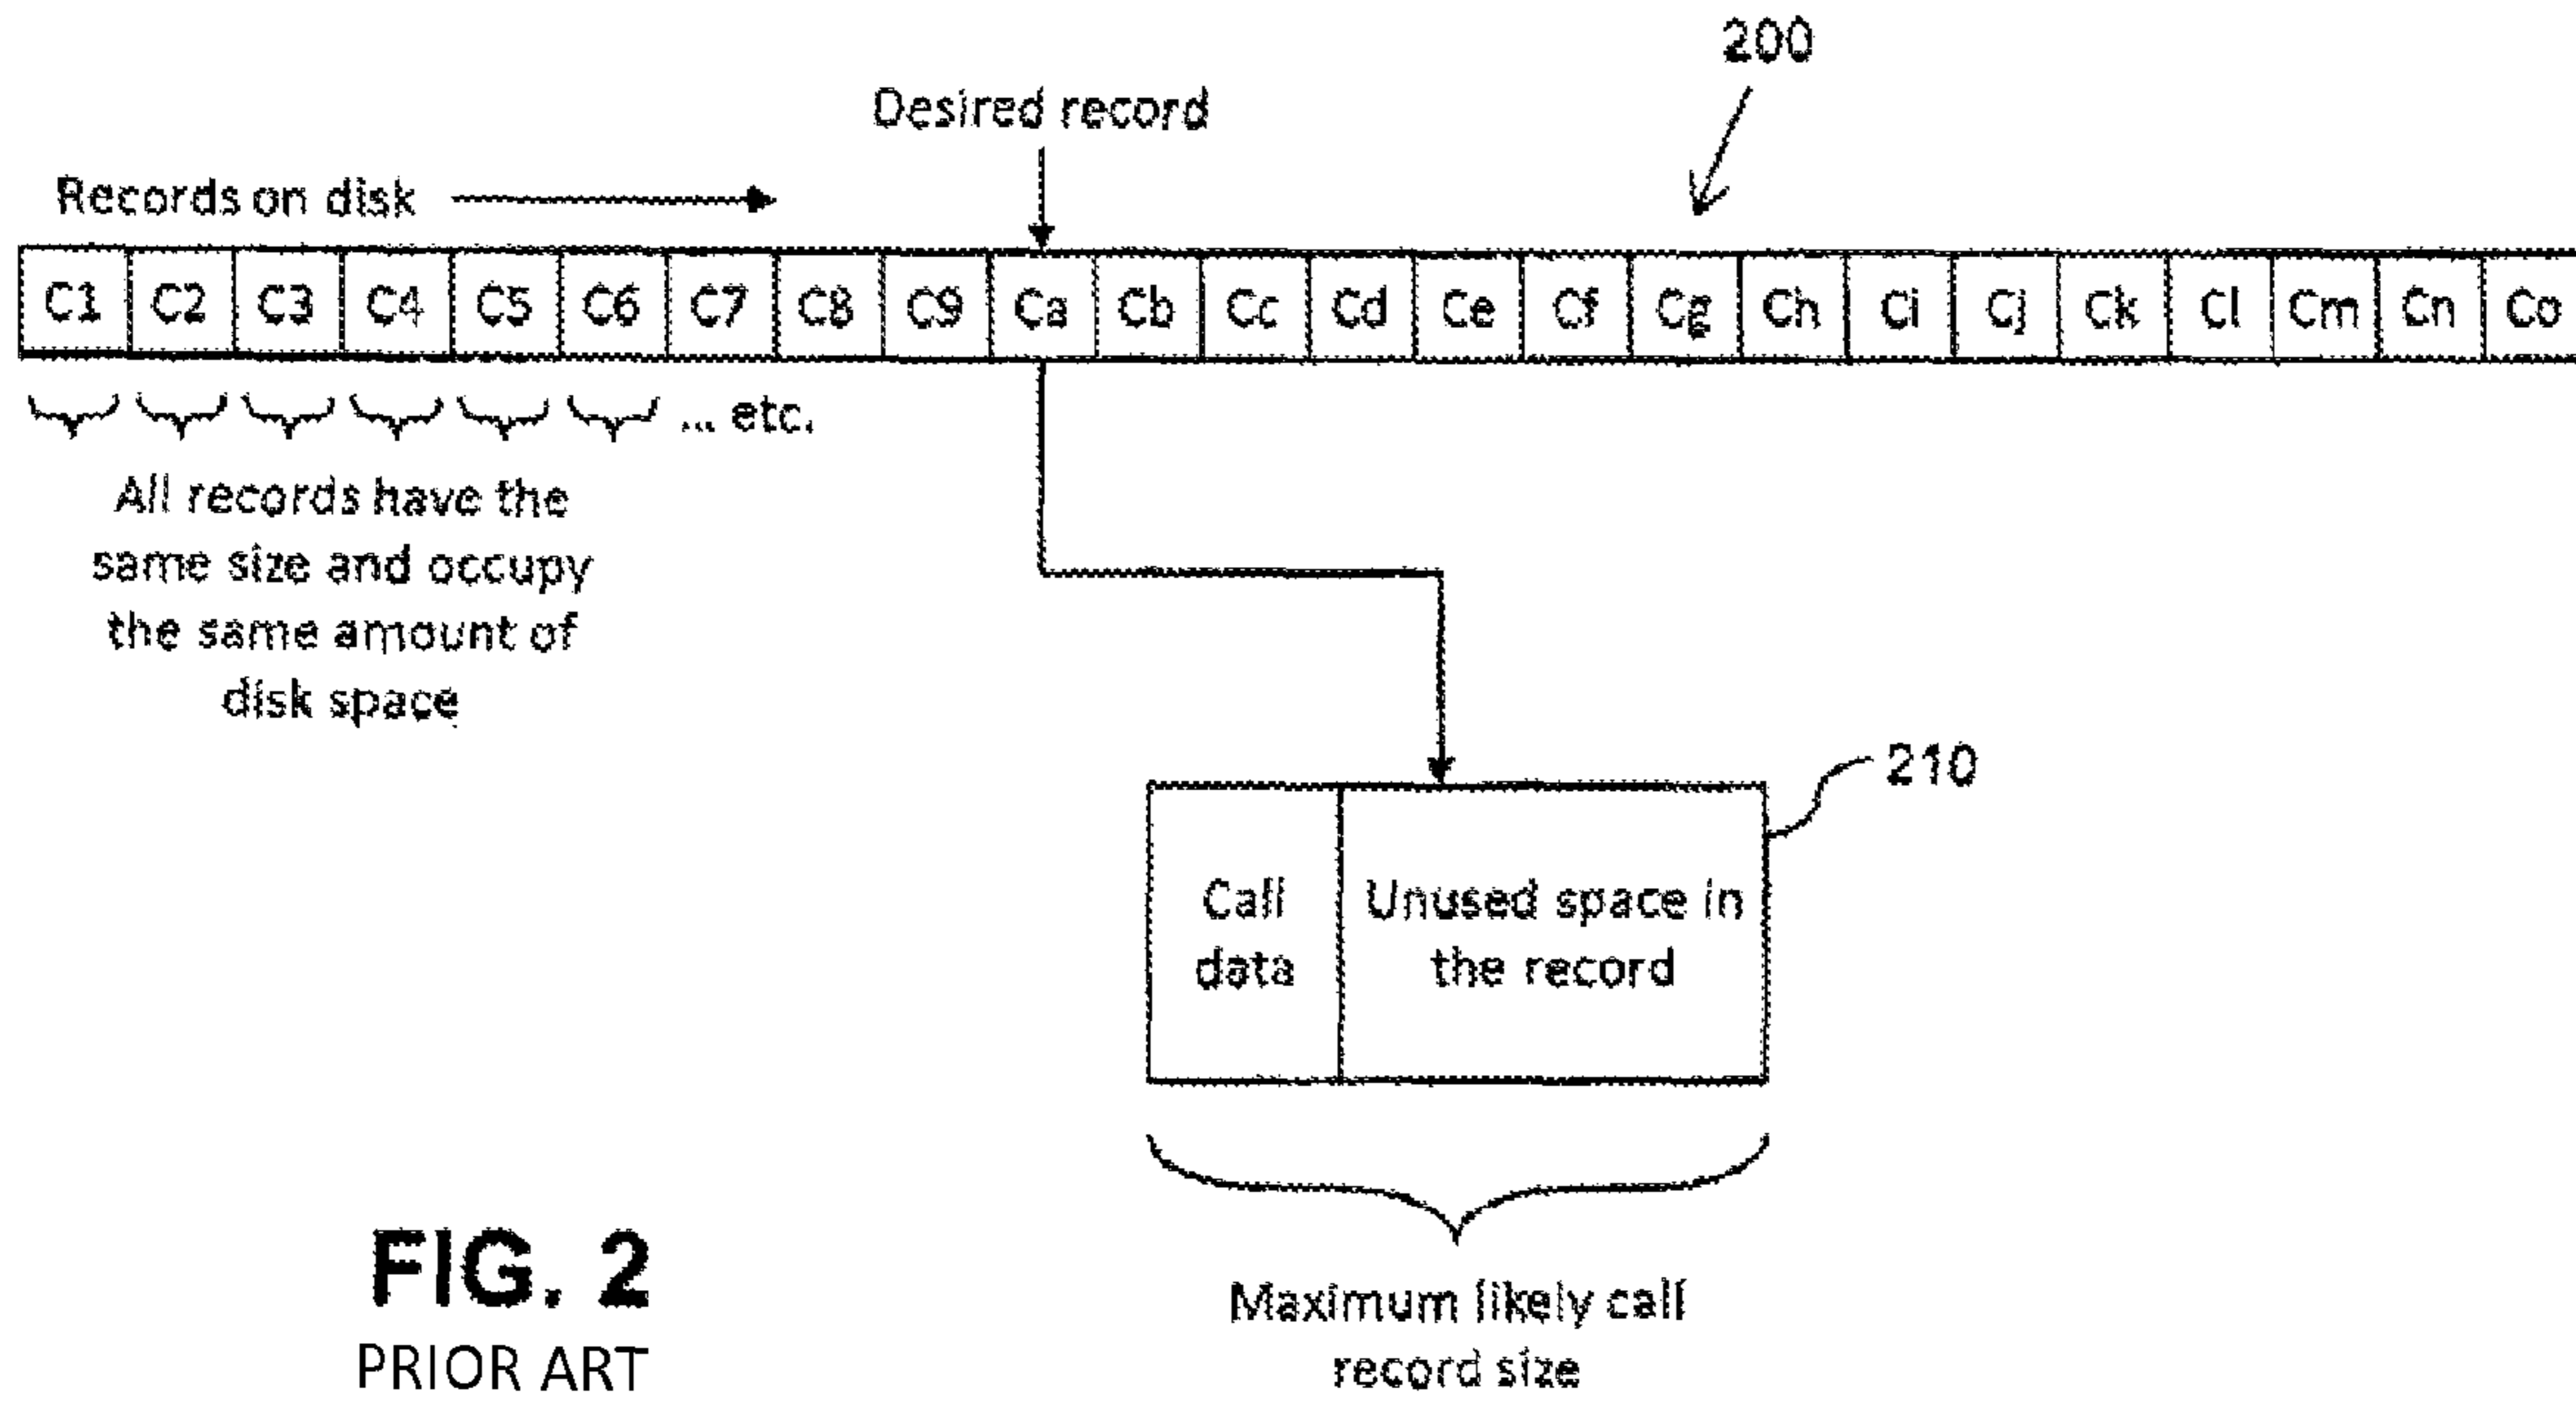 200
Desired record
Records on disk
C1 C2 C3 C4 C5 C6 C7 C8 C9 Ca Cb Cc Cd Ce Cf Cg Ch Ci Cj Ck Cl Cm Cn Co
... etc.
All records have the
same size and occupy
the same amount of
disk space
210
Call
data
Unused space in
the record
Maximum likely call
record size
FIG. 2
PRIOR ART